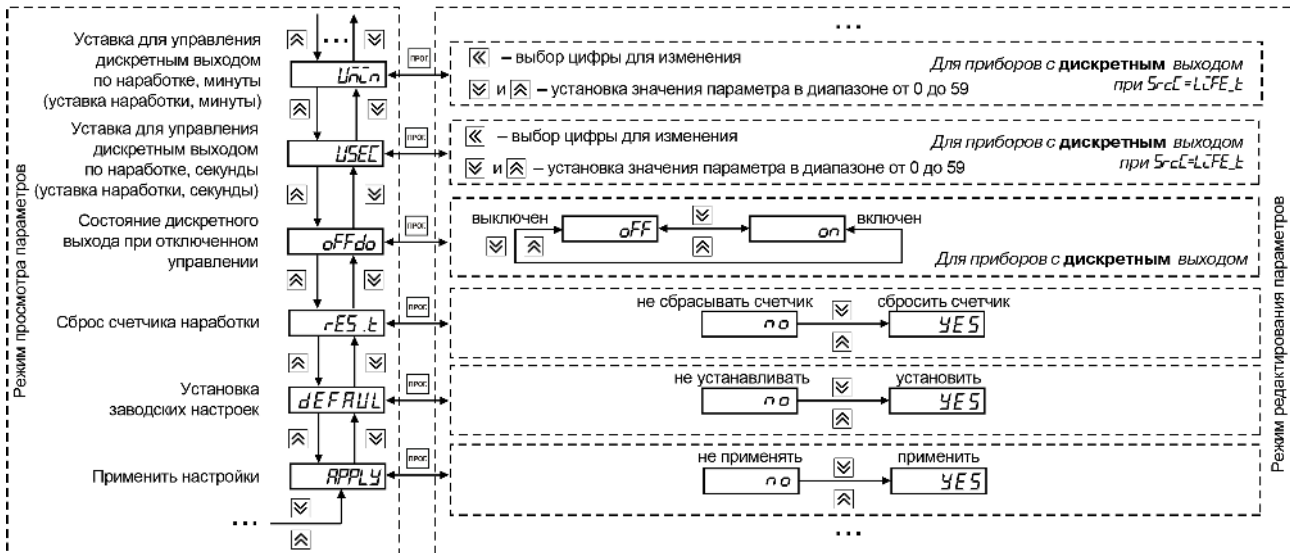 Режим просмотра параметров
...
Уставка для управления
дискретным выходом
по наработке, минуты
(уставка наработки, минуты)
Umin
ПРОГ.
...
– выбор цифры для изменения
и – установка значения параметра в диапазоне от 0 до 59
Для приборов с дискретным выходом
при SrcC=LiFE_t
Уставка для управления
дискретным выходом
по наработке, секунды
(уставка наработки, секунды)
USEC
ПРОГ.
– выбор цифры для изменения
и – установка значения параметра в диапазоне от 0 до 59
Для приборов с дискретным выходом
при SrcC=LiFE_t
Состояние дискретного
выхода при отключенном
управлении
oFFdo
ПРОГ.
выключен
oFF
on
включен
Для приборов с дискретным выходом
Сброс счетчика наработки
rES.t
ПРОГ.
не сбрасывать счетчик
сбросить счетчик
no
YES
Установка
заводских настроек
dEFAUL
ПРОГ.
не устанавливать
установить
no
YES
Применить настройки
APPLY
ПРОГ.
не применять
применить
no
YES
...
...
Режим редактирования параметров